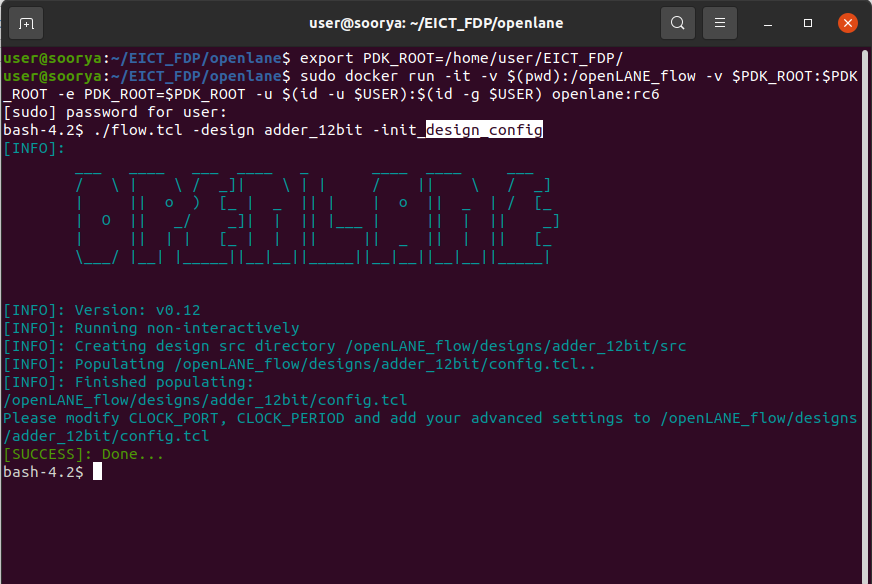 user@soorya: ~/EICT_FDP/openlane
user@soorya:~/EICT_FDP/openlane$ export PDK_ROOT=/home/user/EICT_FDP/
user@soorya:~/EICT_FDP/openlane$ sudo docker run -it -v $(pwd):/openLANE_flow -v $PDK_ROOT:$PDK
_ROOT -e PDK_ROOT=$PDK_ROOT -u $(id -u $USER):$(id -g $USER) openlane:rc6
[sudo] password for user:
bash-4.2$ ./flow.tcl -design adder_12bit -init_design_config
[INFO]:
OPENLANE
[INFO]: Version: v0.12
[INFO]: Running non-interactively
[INFO]: Creating design src directory /openLANE_flow/designs/adder_12bit/src
[INFO]: Populating /openLANE_flow/designs/adder_12bit/config.tcl..
[INFO]: Finished populating:
/openLANE_flow/designs/adder_12bit/config.tcl
Please modify CLOCK_PORT, CLOCK_PERIOD and add your advanced settings to /openLANE_flow/designs
/adder_12bit/config.tcl
[SUCCESS]: Done...
bash-4.2$